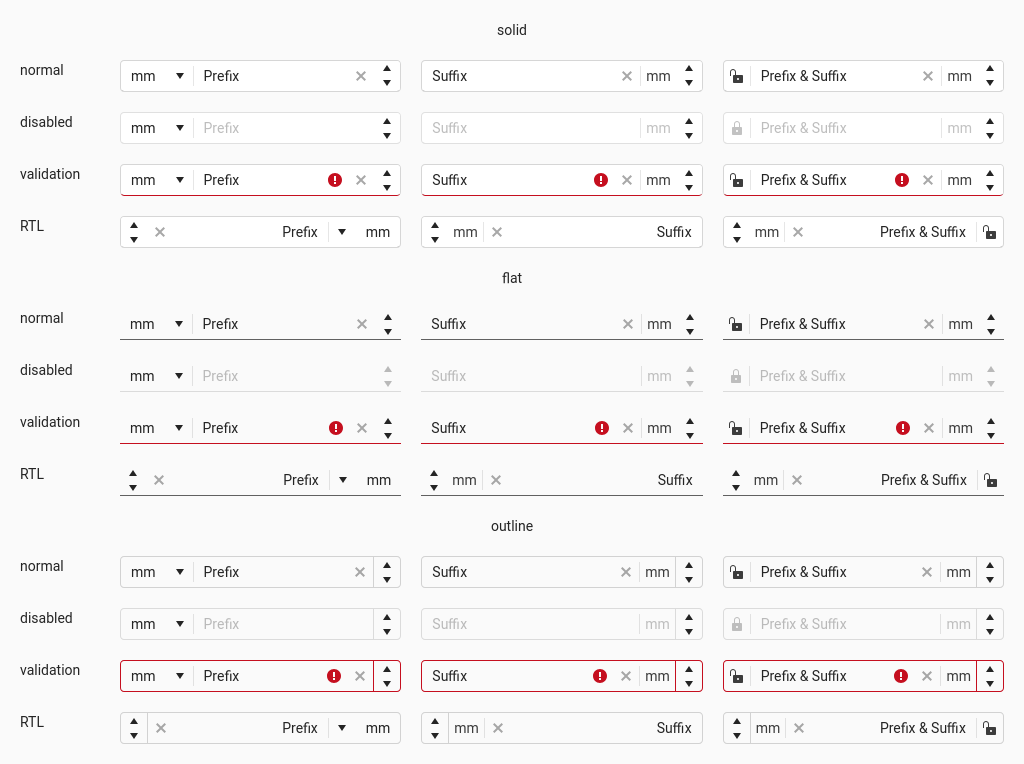 solid
normal mm Prefix Suffix mm Prefix & Suffix mm
disabled mm Prefix Suffix mm Prefix & Suffix mm
validation mm Prefix Suffix mm Prefix & Suffix mm
RTL Prefix mm mm Suffix mm Prefix & Suffix
flat
normal mm Prefix Suffix mm Prefix & Suffix mm
disabled mm Prefix Suffix mm Prefix & Suffix mm
validation mm Prefix Suffix mm Prefix & Suffix mm
RTL Prefix mm mm Suffix mm Prefix & Suffix
outline
normal mm Prefix Suffix mm Prefix & Suffix mm
disabled mm Prefix Suffix mm Prefix & Suffix mm
validation mm Prefix Suffix mm Prefix & Suffix mm
RTL Prefix mm mm Suffix mm Prefix & Suffix